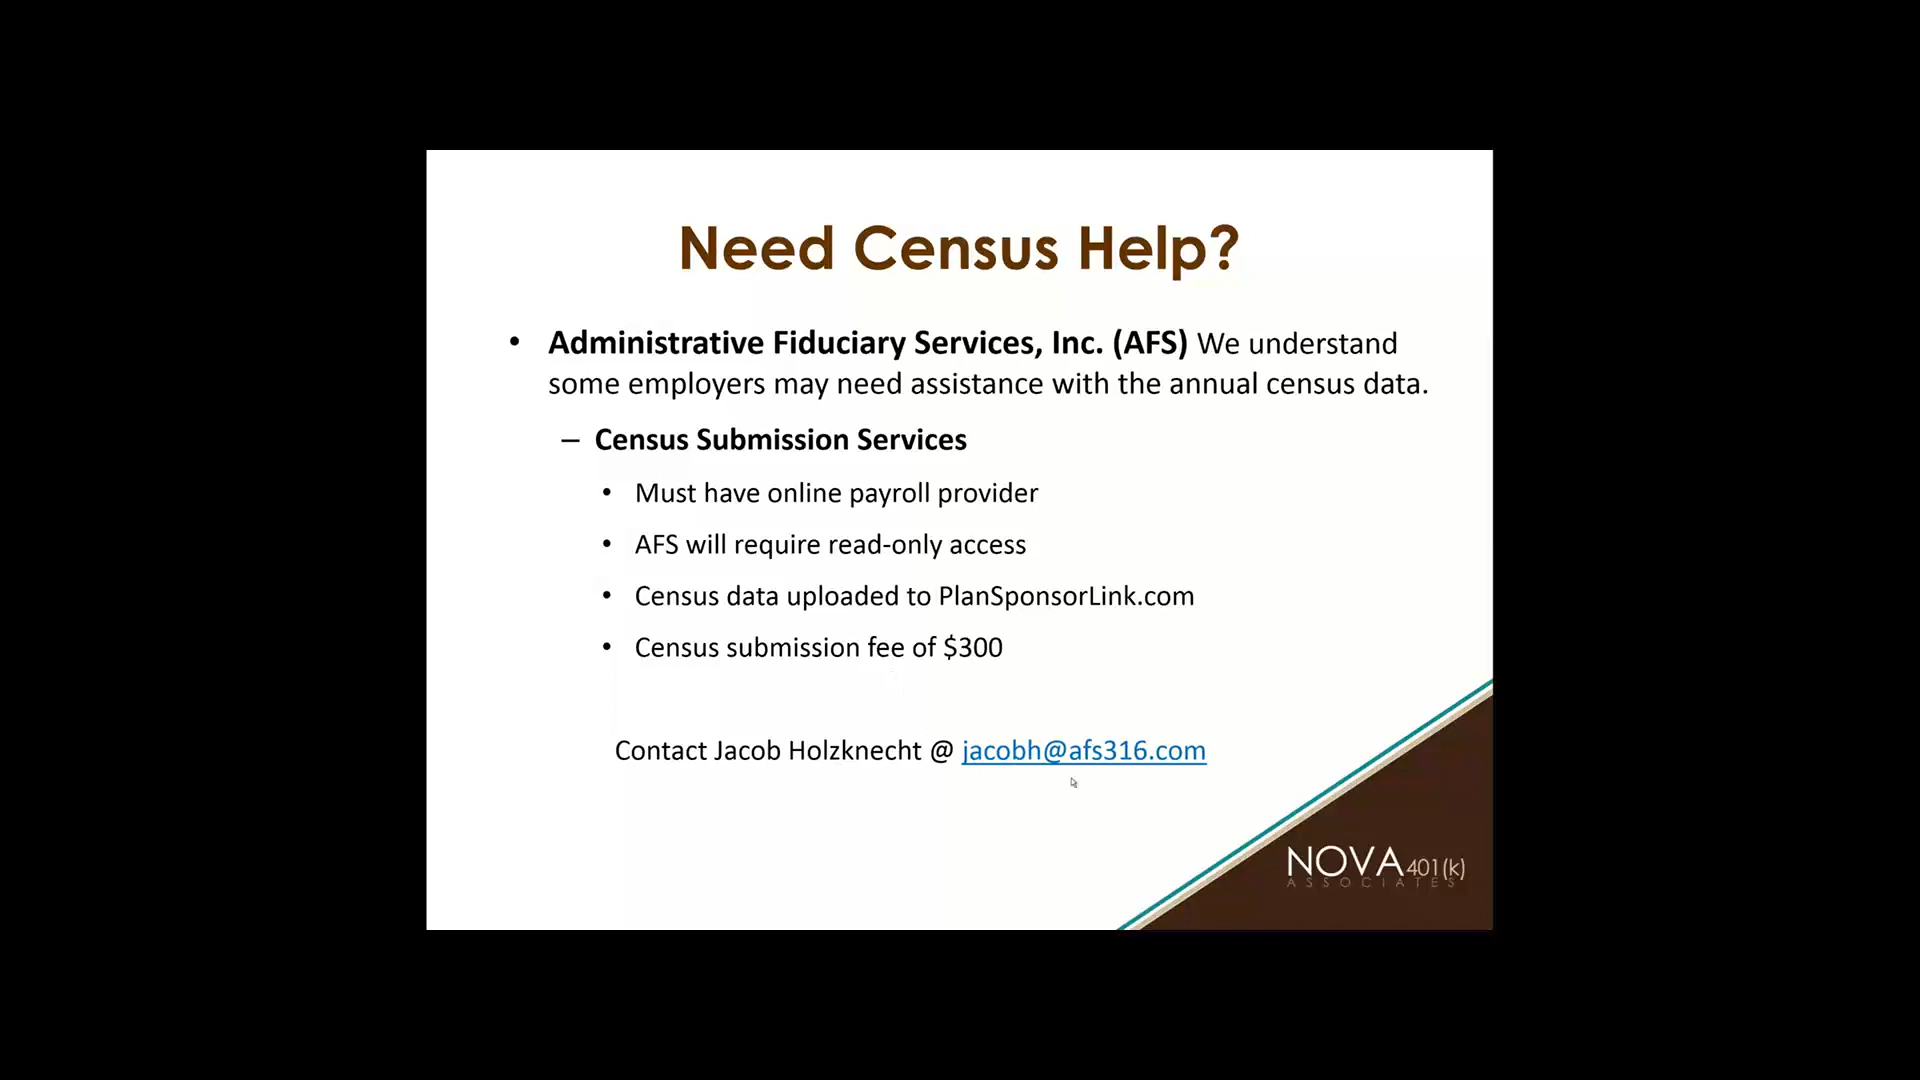 Need Census Help?
• Administrative Fiduciary Services, Inc. (AFS) We understand
some employers may need assistance with the annual census data.
– Census Submission Services
• Must have online payroll provider
• AFS will require read-only access
• Census data uploaded to PlanSponsorLink.com
• Census submission fee of $300
Contact Jacob Holzknecht @ jacobh@afs316.com
NOVA 401(k)
ASSOCIATES